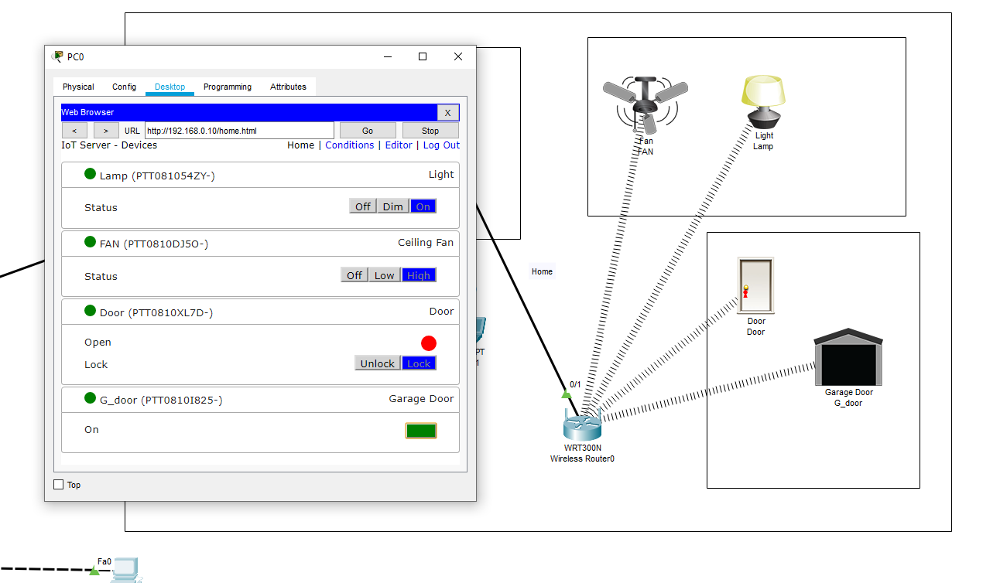 PC0
Physical Config Desktop Programming Attributes
Web Browser X
< > URL http://192.168.0.10/home.html Go Stop
IoT Server - Devices Home | Conditions | Editor | Log Out
Lamp (PTT081054ZY-) Light
Status Off Dim On
FAN (PTT0810DJ5O-) Ceiling Fan
Status Off Low High
Door (PTT0810XL7D-) Door
Open
Lock Unlock Lock
G_door (PTT0810I825-) Garage Door
On
Top
Fan
FAN
Light
Lamp
Home
Door
Door
PT
1
Garage Door
G_door
0/1
WRT300N
Wireless Router0
Fa0